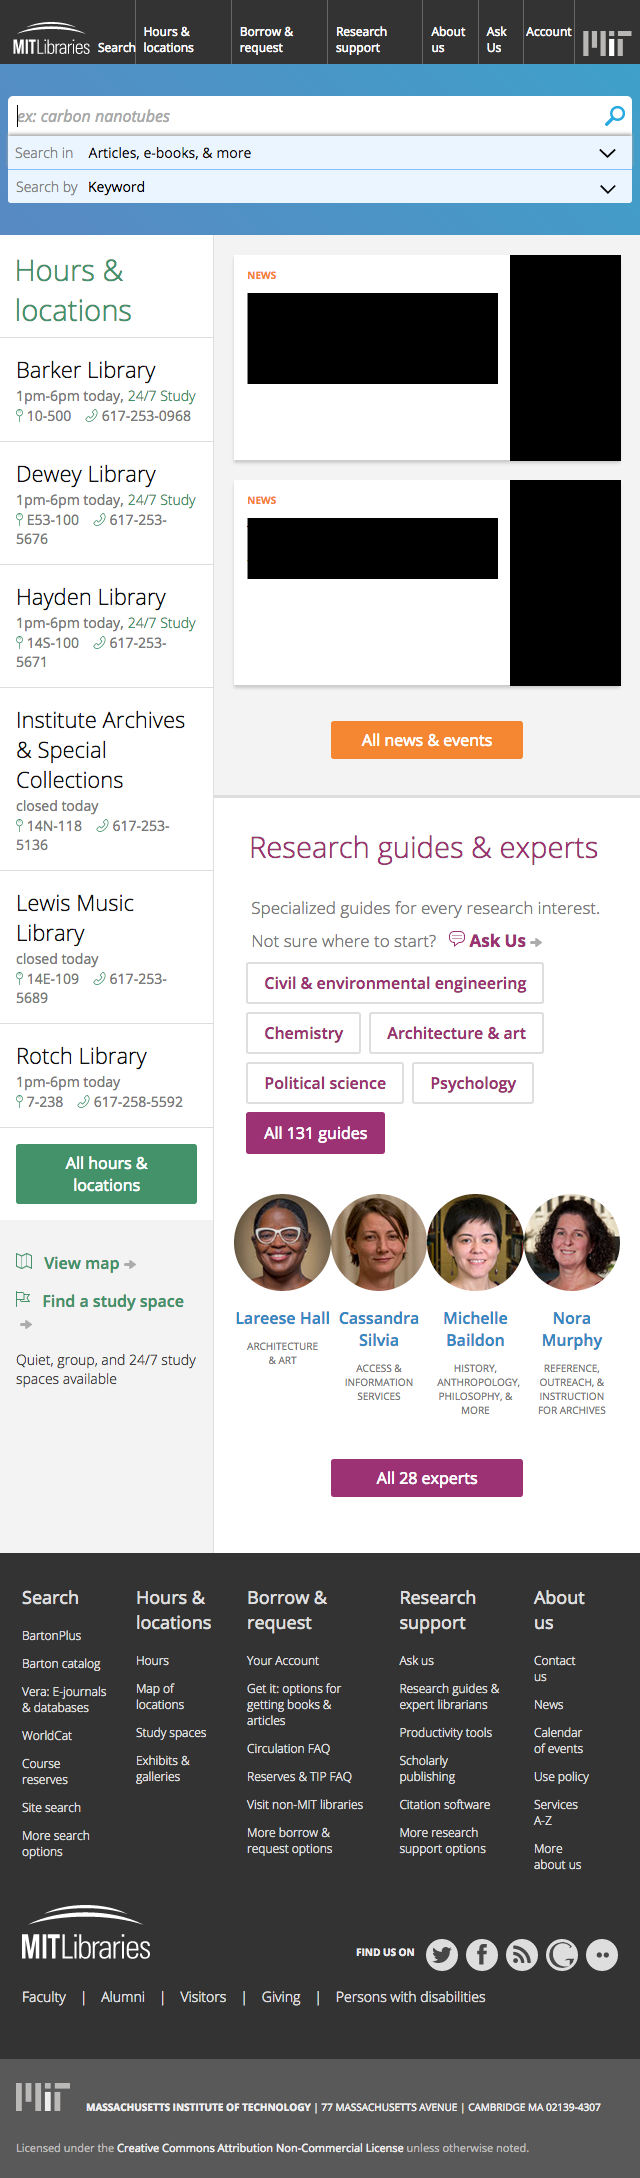 MITLibraries
Search
Hours &
locations
Borrow &
request
Research
support
About
us
Ask
Us
Account
MIT
ex: carbon nanotubes
Search in Articles, e-books, & more
Search by Keyword
Hours &
locations
Barker Library
1pm-6pm today, 24/7 Study
10-500 617-253-0968
Dewey Library
1pm-6pm today, 24/7 Study
E53-100 617-253-
5676
Hayden Library
1pm-6pm today, 24/7 Study
14S-100 617-253-
5671
Institute Archives
& Special
Collections
closed today
14N-118 617-253-
5136
Lewis Music
Library
closed today
14E-109 617-253-
5689
Rotch Library
1pm-6pm today
7-238 617-258-5592
All hours &
locations
View map
Find a study space
Quiet, group, and 24/7 study
spaces available
NEWS
NEWS
All news & events
Research guides & experts
Specialized guides for every research interest.
Not sure where to start? Ask Us
Civil & environmental engineering
Chemistry
Architecture & art
Political science
Psychology
All 131 guides
Lareese Hall
ARCHITECTURE
& ART
Cassandra
Silvia
ACCESS &
INFORMATION
SERVICES
Michelle
Baildon
HISTORY,
ANTHROPOLOGY,
PHILOSOPHY, &
MORE
Nora
Murphy
REFERENCE,
OUTREACH, &
INSTRUCTION
FOR ARCHIVES
All 28 experts
Search
BartonPlus
Barton catalog
Vera: E-journals
& databases
WorldCat
Course
reserves
Site search
More search
options
Hours &
locations
Hours
Map of
locations
Study spaces
Exhibits &
galleries
Borrow &
request
Your Account
Get it: options for
getting books &
articles
Circulation FAQ
Reserves & TIP FAQ
Visit non-MIT libraries
More borrow &
request options
Research
support
Ask us
Research guides &
expert librarians
Productivity tools
Scholarly
publishing
Citation software
More research
support options
About
us
Contact
us
News
Calendar
of events
Use policy
Services
A-Z
More
about us
MITLibraries
FIND US ON
Faculty | Alumni | Visitors | Giving | Persons with disabilities
MIT
MASSACHUSETTS INSTITUTE OF TECHNOLOGY | 77 MASSACHUSETTS AVENUE | CAMBRIDGE MA 02139-4307
Licensed under the Creative Commons Attribution Non-Commercial License unless otherwise noted.